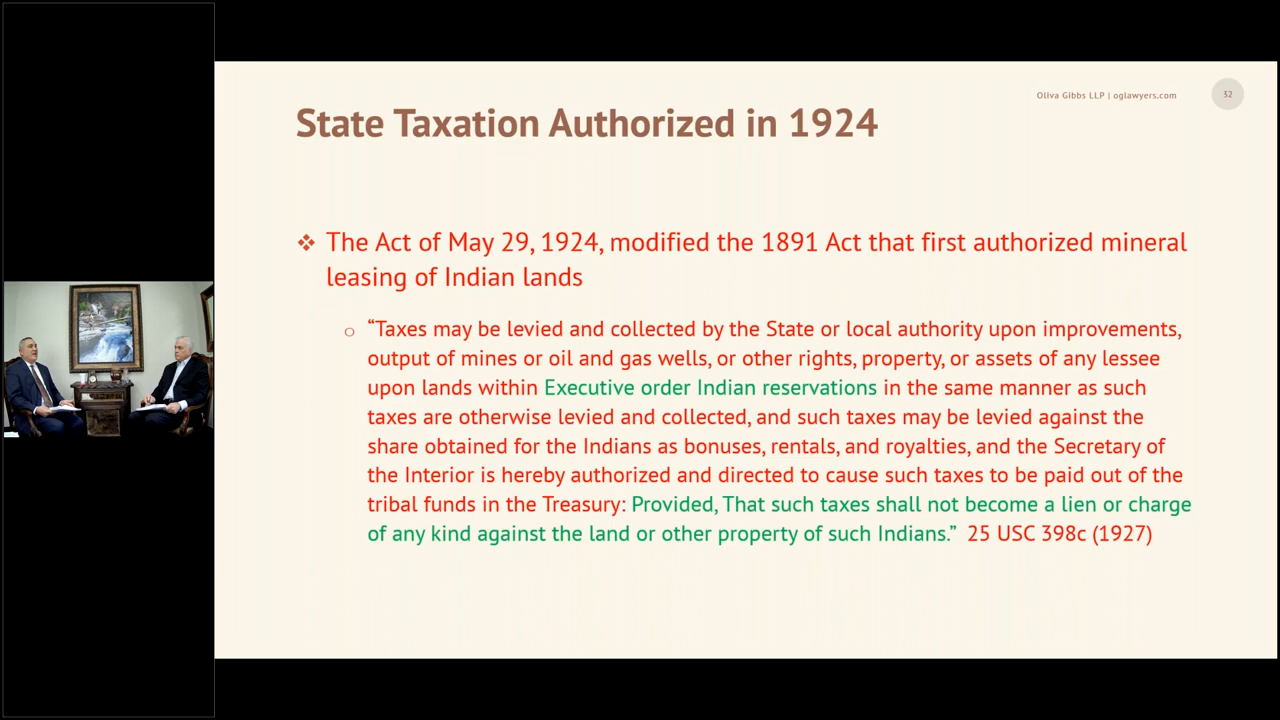 Oliva Gibbs LLP | oglawyers.com
32
State Taxation Authorized in 1924
❖ The Act of May 29, 1924, modified the 1891 Act that first authorized mineral
leasing of Indian lands
○ “Taxes may be levied and collected by the State or local authority upon improvements,
output of mines or oil and gas wells, or other rights, property, or assets of any lessee
upon lands within Executive order Indian reservations in the same manner as such
taxes are otherwise levied and collected, and such taxes may be levied against the
share obtained for the Indians as bonuses, rentals, and royalties, and the Secretary of
the Interior is hereby authorized and directed to cause such taxes to be paid out of the
tribal funds in the Treasury: Provided, That such taxes shall not become a lien or charge
of any kind against the land or other property of such Indians.” 25 USC 398c (1927)